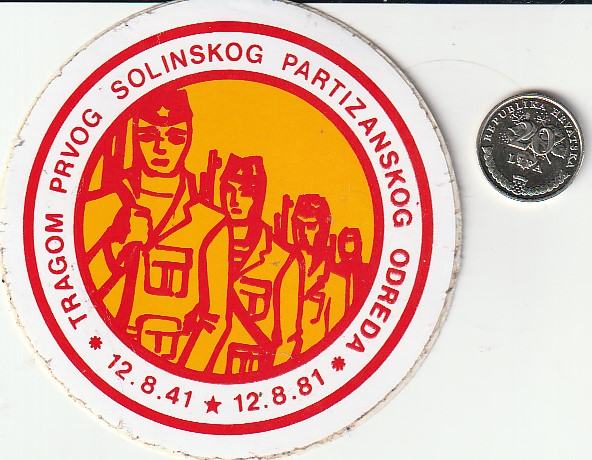 TRAGOM PRVOG SOLINSKOG PARTIZANSKOG ODREDA
* 12.8.41 ★ 12.8.81 *
REPUBLIKA HRVATSKA
20
LIPA